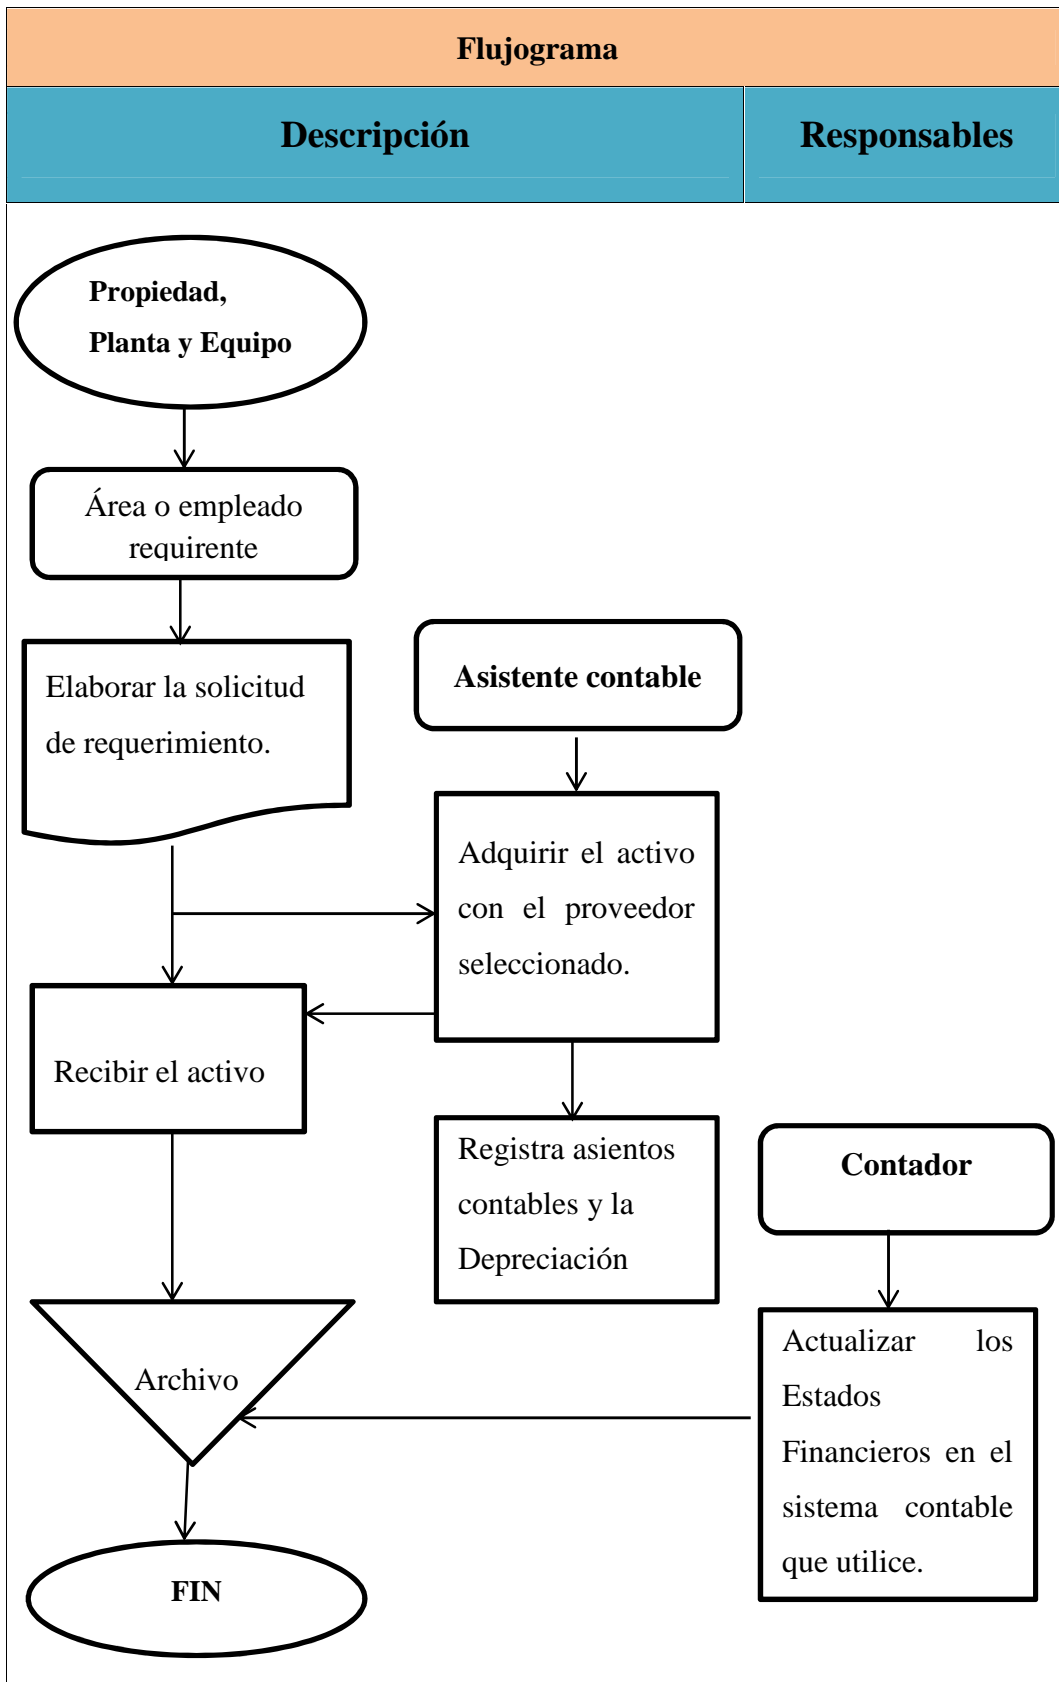 Flujograma
Descripción
Responsables
Propiedad,
Planta y Equipo
Área o empleado
requirente
Elaborar la solicitud
de requerimiento.
Asistente contable
Adquirir el activo
con el proveedor
seleccionado.
Recibir el activo
Registra asientos
contables y la
Depreciación
Contador
Actualizar los
Estados
Financieros en el
sistema contable
que utilice.
Archivo
FIN